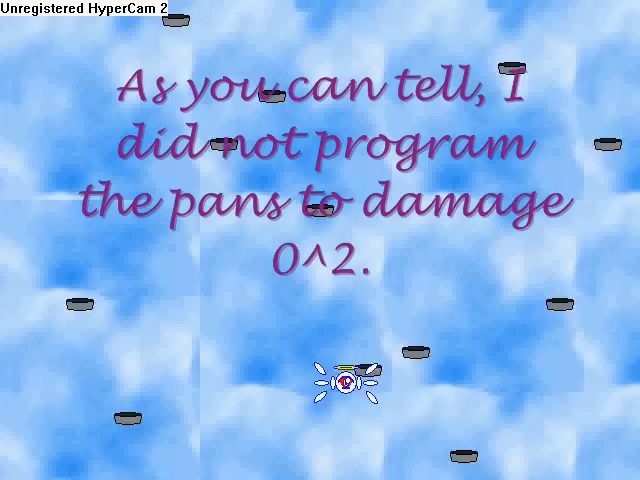 Unregistered HyperCam 2
As you can tell, I
did not program
the pans to damage
0^2.